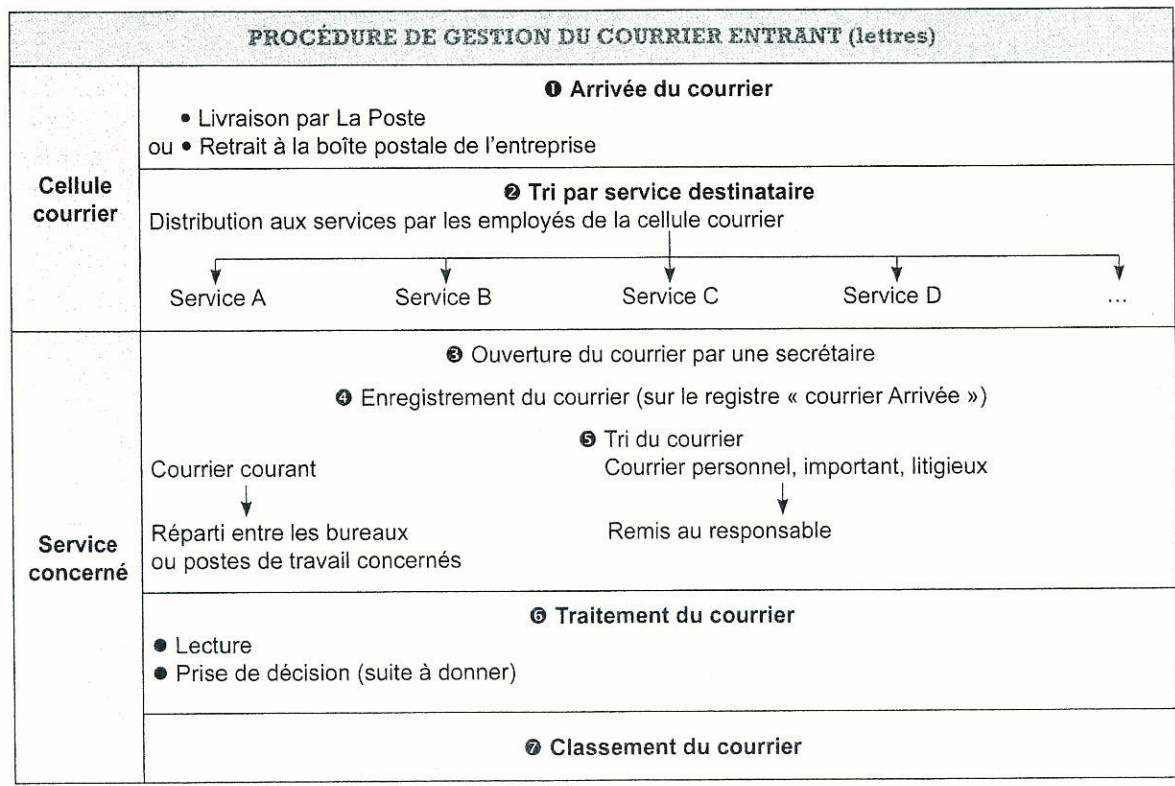 PROCÉDURE DE GESTION DU COURRIER ENTRANT (lettres)
Cellule
courrier
❶ Arrivée du courrier
• Livraison par La Poste
ou • Retrait à la boîte postale de l'entreprise
❷ Tri par service destinataire
Distribution aux services par les employés de la cellule courrier
Service A
Service B
Service C
Service D
...
Service
concerné
❸ Ouverture du courrier par une secrétaire
❹ Enregistrement du courrier (sur le registre « courrier Arrivée »)
❺ Tri du courrier
Courrier courant
Courrier personnel, important, litigieux
Réparti entre les bureaux
ou postes de travail concernés
Remis au responsable
❻ Traitement du courrier
● Lecture
● Prise de décision (suite à donner)
❼ Classement du courrier